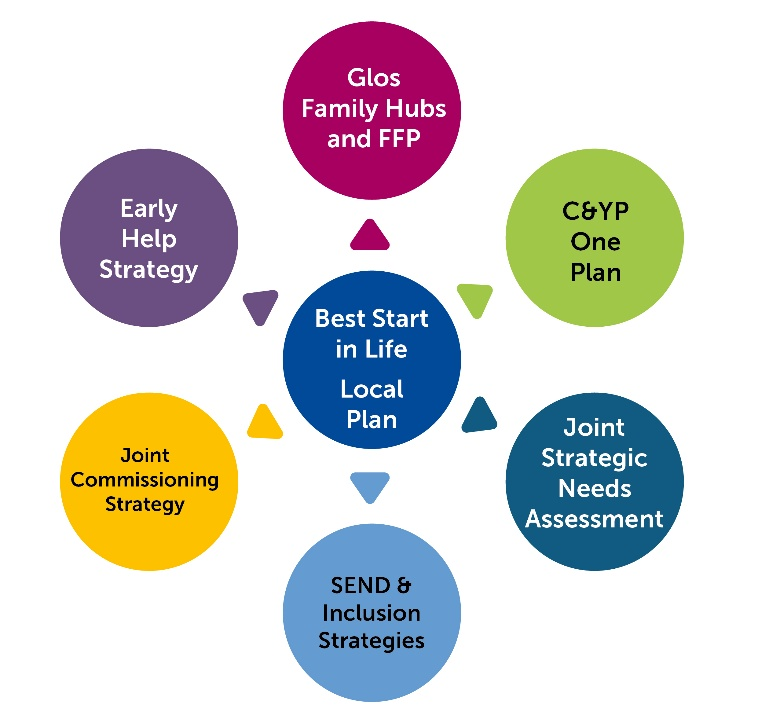 Glos
Family Hubs
and FFP
Early
Help
Strategy
C&YP
One
Plan
Best Start
in Life
Local
Plan
Joint
Commissioning
Strategy
Joint
Strategic
Needs
Assessment
SEND &
Inclusion
Strategies